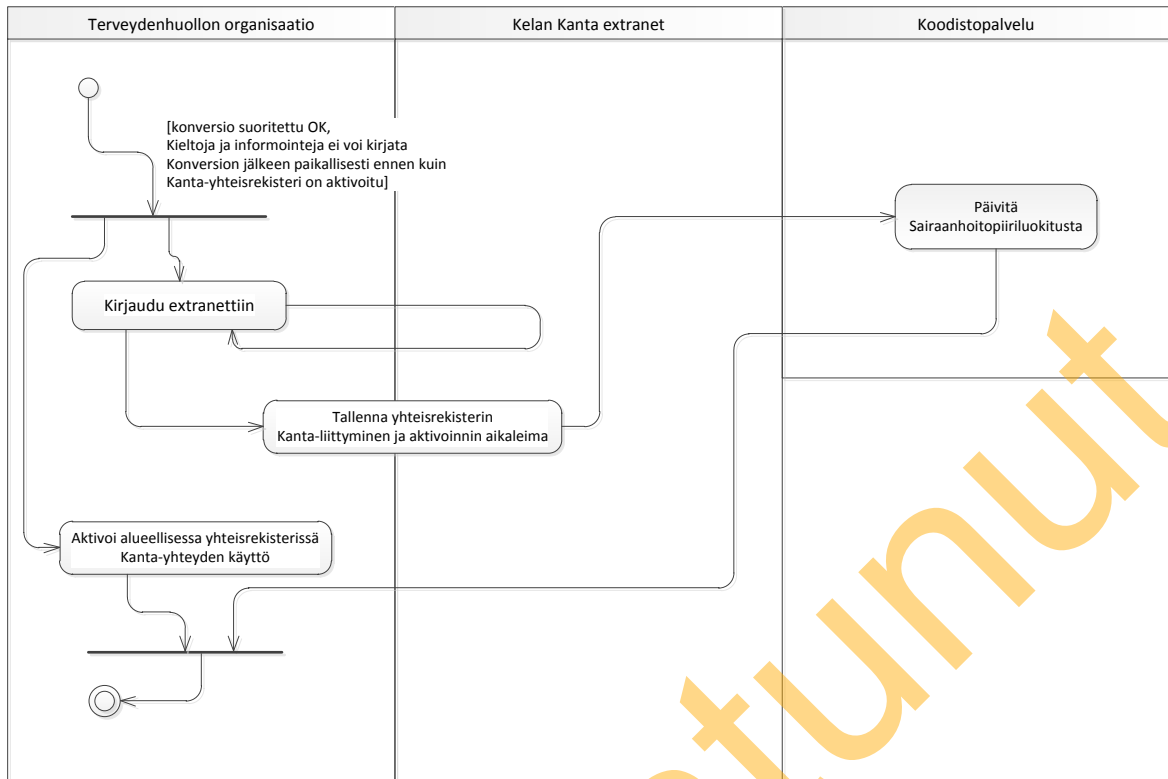 Terveydenhuollon organisaatio
Kelan Kanta extranet
Koodistopalvelu
[konversio suoritettu OK,
Kieltoja ja informointeja ei voi kirjata
Konversion jälkeen paikallisesti ennen kuin
Kanta-yhteisrekisteri on aktivoitu]
Päivitä
Sairaanhoitopiiriluokitusta
Kirjaudu extranettiin
Tallenna yhteisrekisterin
Kanta-liittyminen ja aktivoinnin aikaleima
Aktivoi alueellisessa yhteisrekisterissä
Kanta-yhteyden käyttö